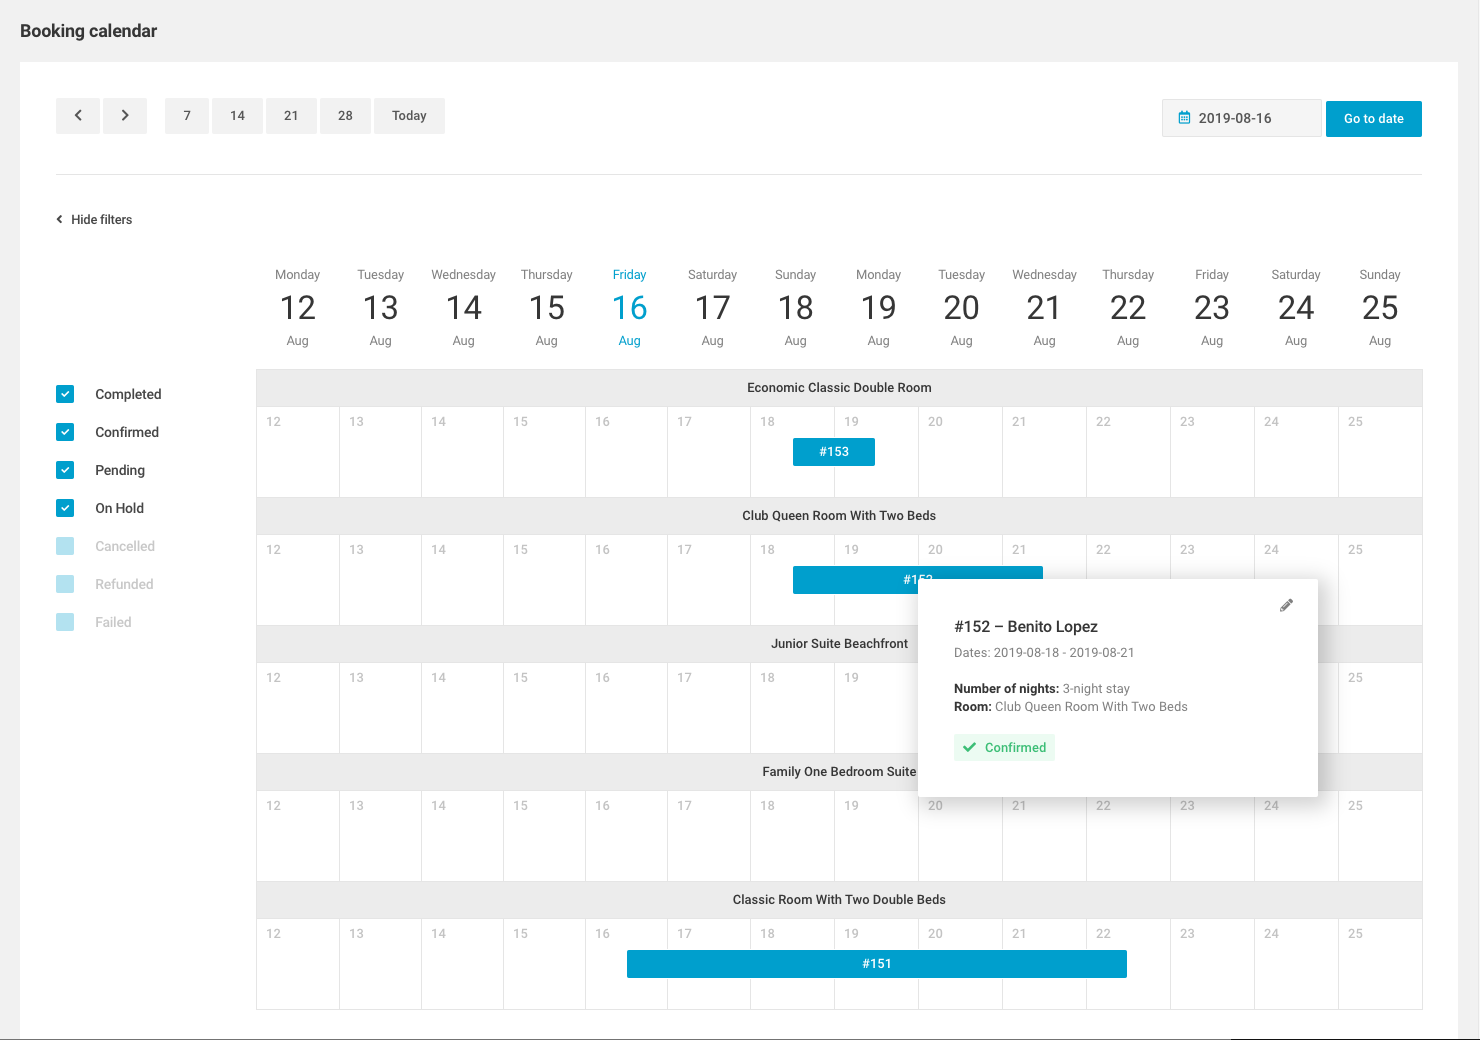 Booking calendar
7 14 21 28 Today 2019-08-16 Go to date
Hide filters
Monday Tuesday Wednesday Thursday Friday Saturday Sunday Monday Tuesday Wednesday Thursday Friday Saturday Sunday
12 13 14 15 16 17 18 19 20 21 22 23 24 25
Aug Aug Aug Aug Aug Aug Aug Aug Aug Aug Aug Aug Aug Aug
Completed
Confirmed
Pending
On Hold
Cancelled
Refunded
Failed
Economic Classic Double Room
12 13 14 15 16 17 18 19 20 21 22 23 24 25
#153
Club Queen Room With Two Beds
12 13 14 15 16 17 18 19 20 21 22 23 24 25
#152
Junior Suite Beachfront
12 13 14 15 16 17 18 19 25
#152 – Benito Lopez
Dates: 2019-08-18 - 2019-08-21
Number of nights: 3-night stay
Room: Club Queen Room With Two Beds
Confirmed
Family One Bedroom Suite
12 13 14 15 16 17 18 19 20 21 22 23 24 25
Classic Room With Two Double Beds
12 13 14 15 16 17 18 19 20 21 22 23 24 25
#151